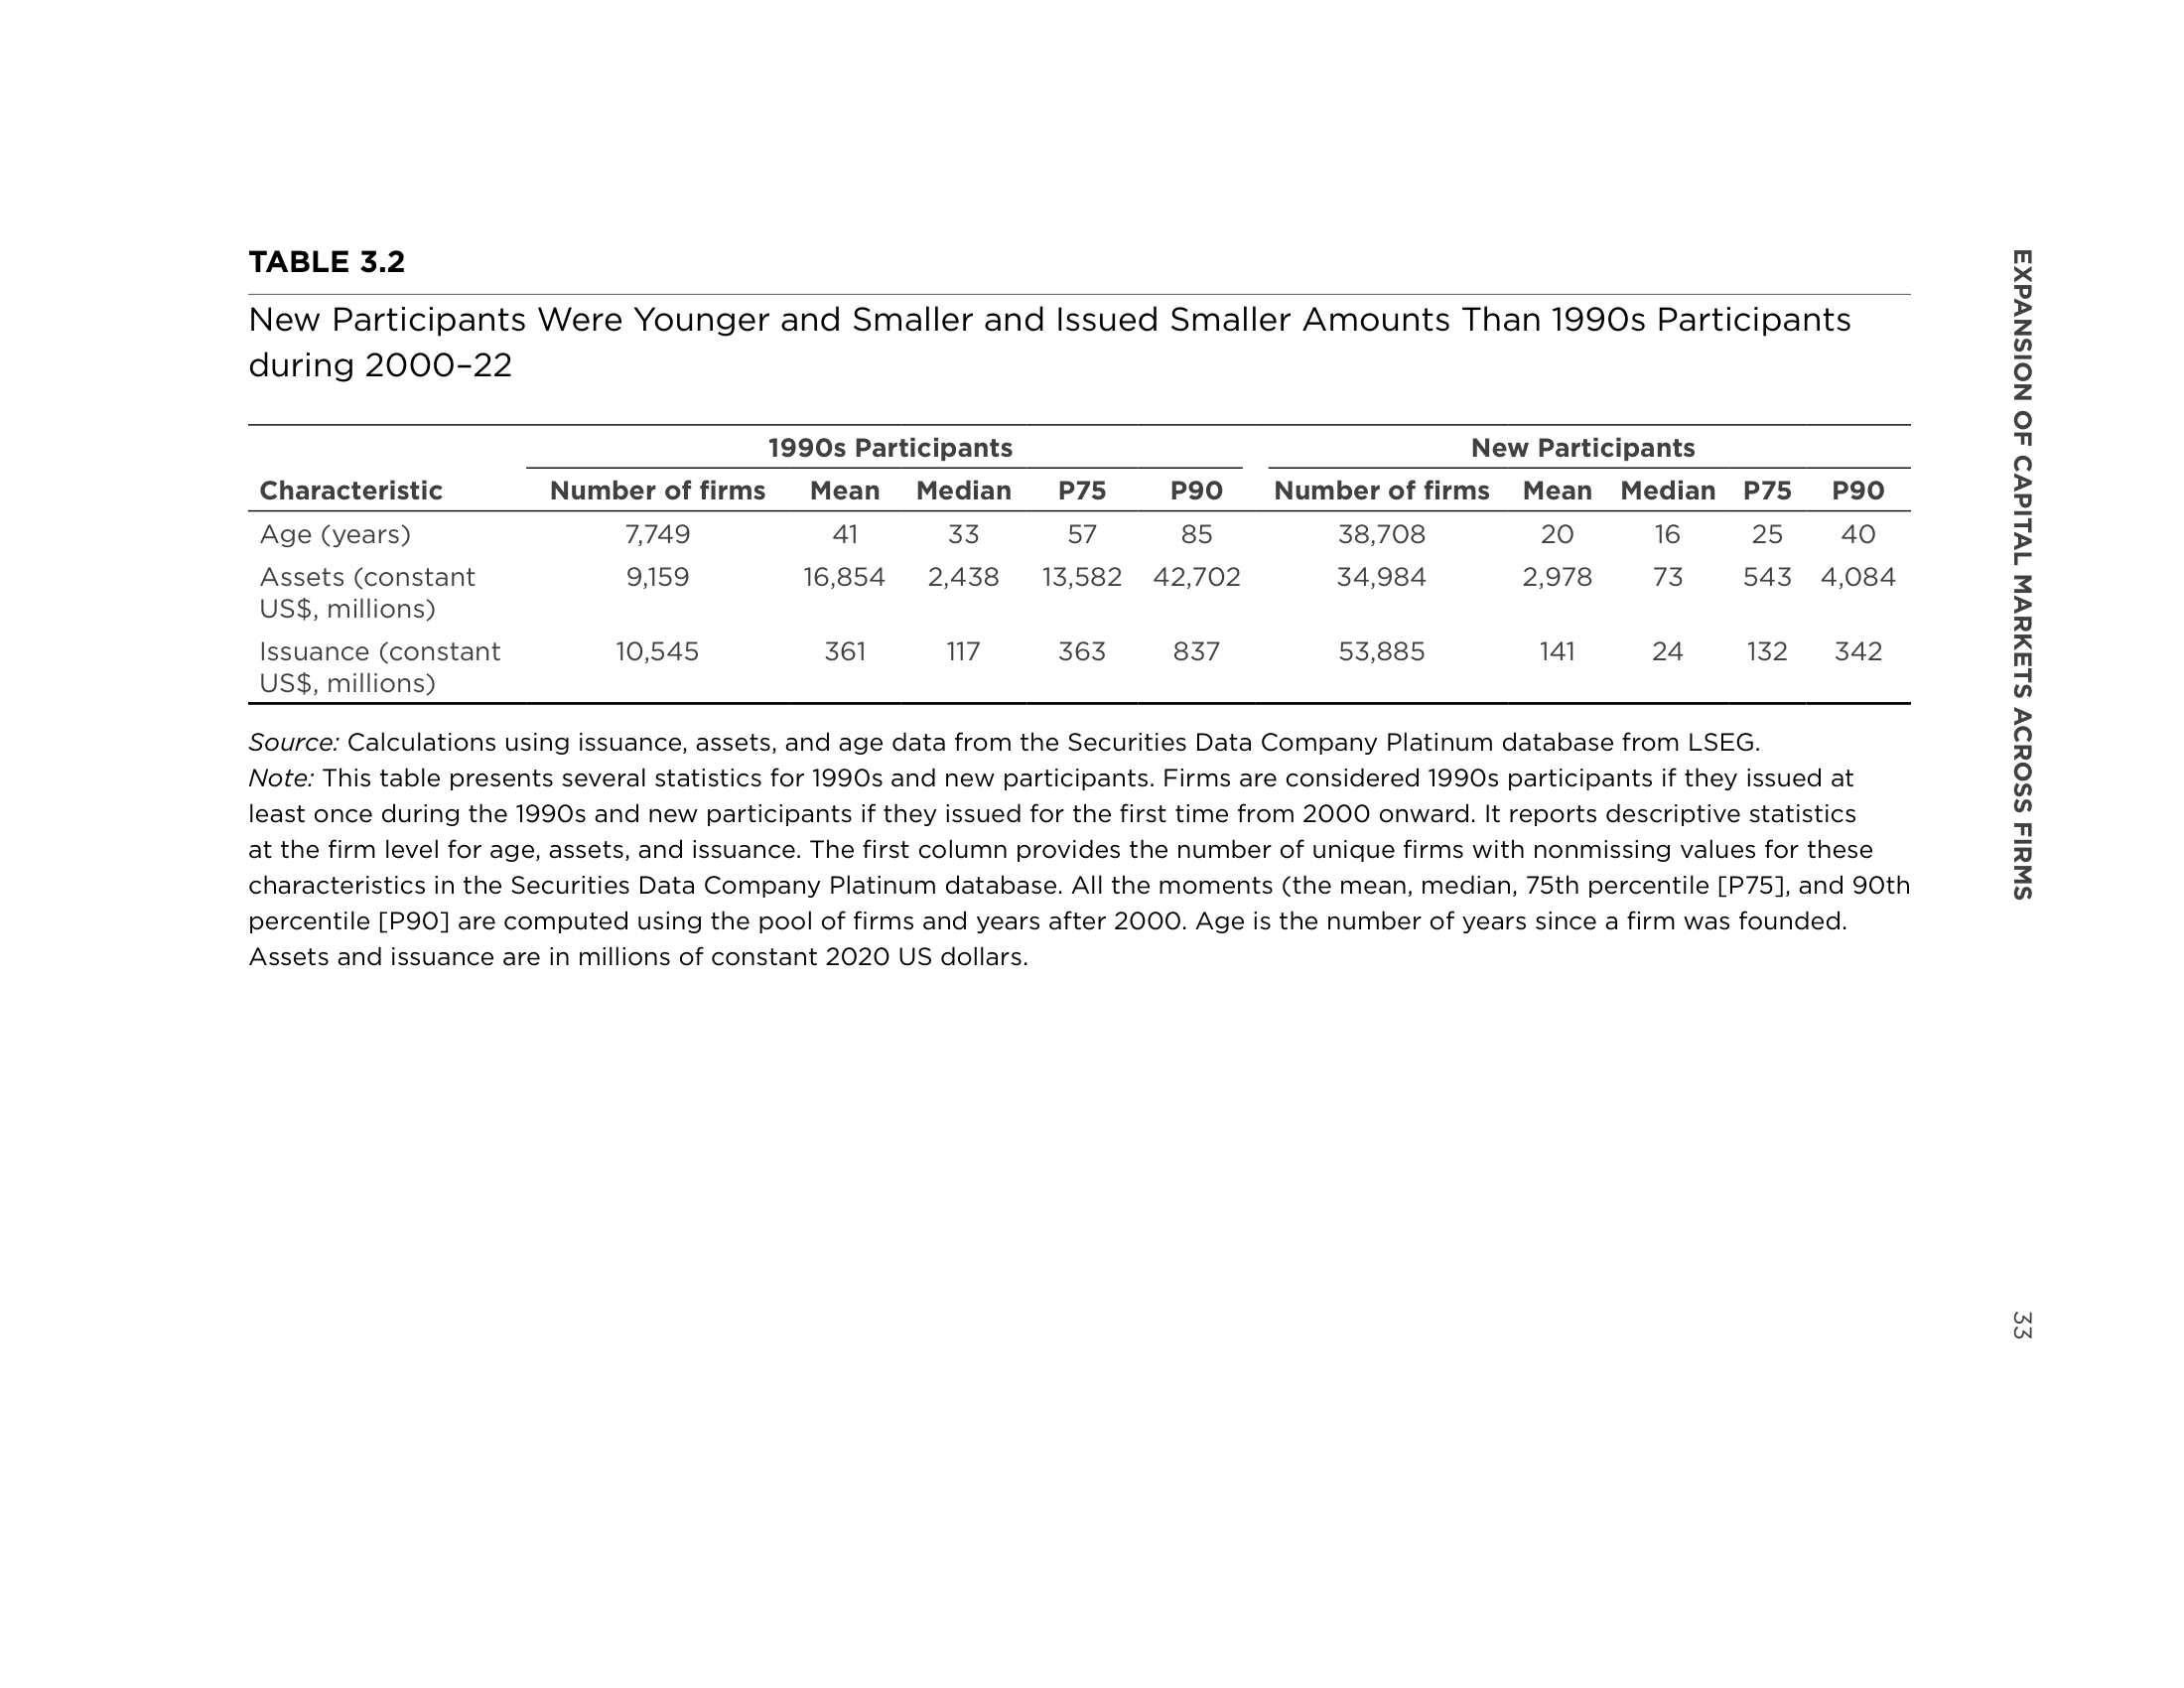 TABLE 3.2
New Participants Were Younger and Smaller and Issued Smaller Amounts Than 1990s Participants
during 2000–22
1990s Participants New Participants
Characteristic Number of firms Mean Median P75 P90 Number of firms Mean Median P75 P90
Age (years) 7,749 41 33 57 85 38,708 20 16 25 40
Assets (constant 9,159 16,854 2,438 13,582 42,702 34,984 2,978 73 543 4,084
US$, millions)
Issuance (constant 10,545 361 117 363 837 53,885 141 24 132 342
US$, millions)
Source: Calculations using issuance, assets, and age data from the Securities Data Company Platinum database from LSEG.
Note: This table presents several statistics for 1990s and new participants. Firms are considered 1990s participants if they issued at
least once during the 1990s and new participants if they issued for the first time from 2000 onward. It reports descriptive statistics
at the firm level for age, assets, and issuance. The first column provides the number of unique firms with nonmissing values for these
characteristics in the Securities Data Company Platinum database. All the moments (the mean, median, 75th percentile [P75], and 90th
percentile [P90] are computed using the pool of firms and years after 2000. Age is the number of years since a firm was founded.
Assets and issuance are in millions of constant 2020 US dollars.
EXPANSION OF CAPITAL MARKETS ACROSS FIRMS
33